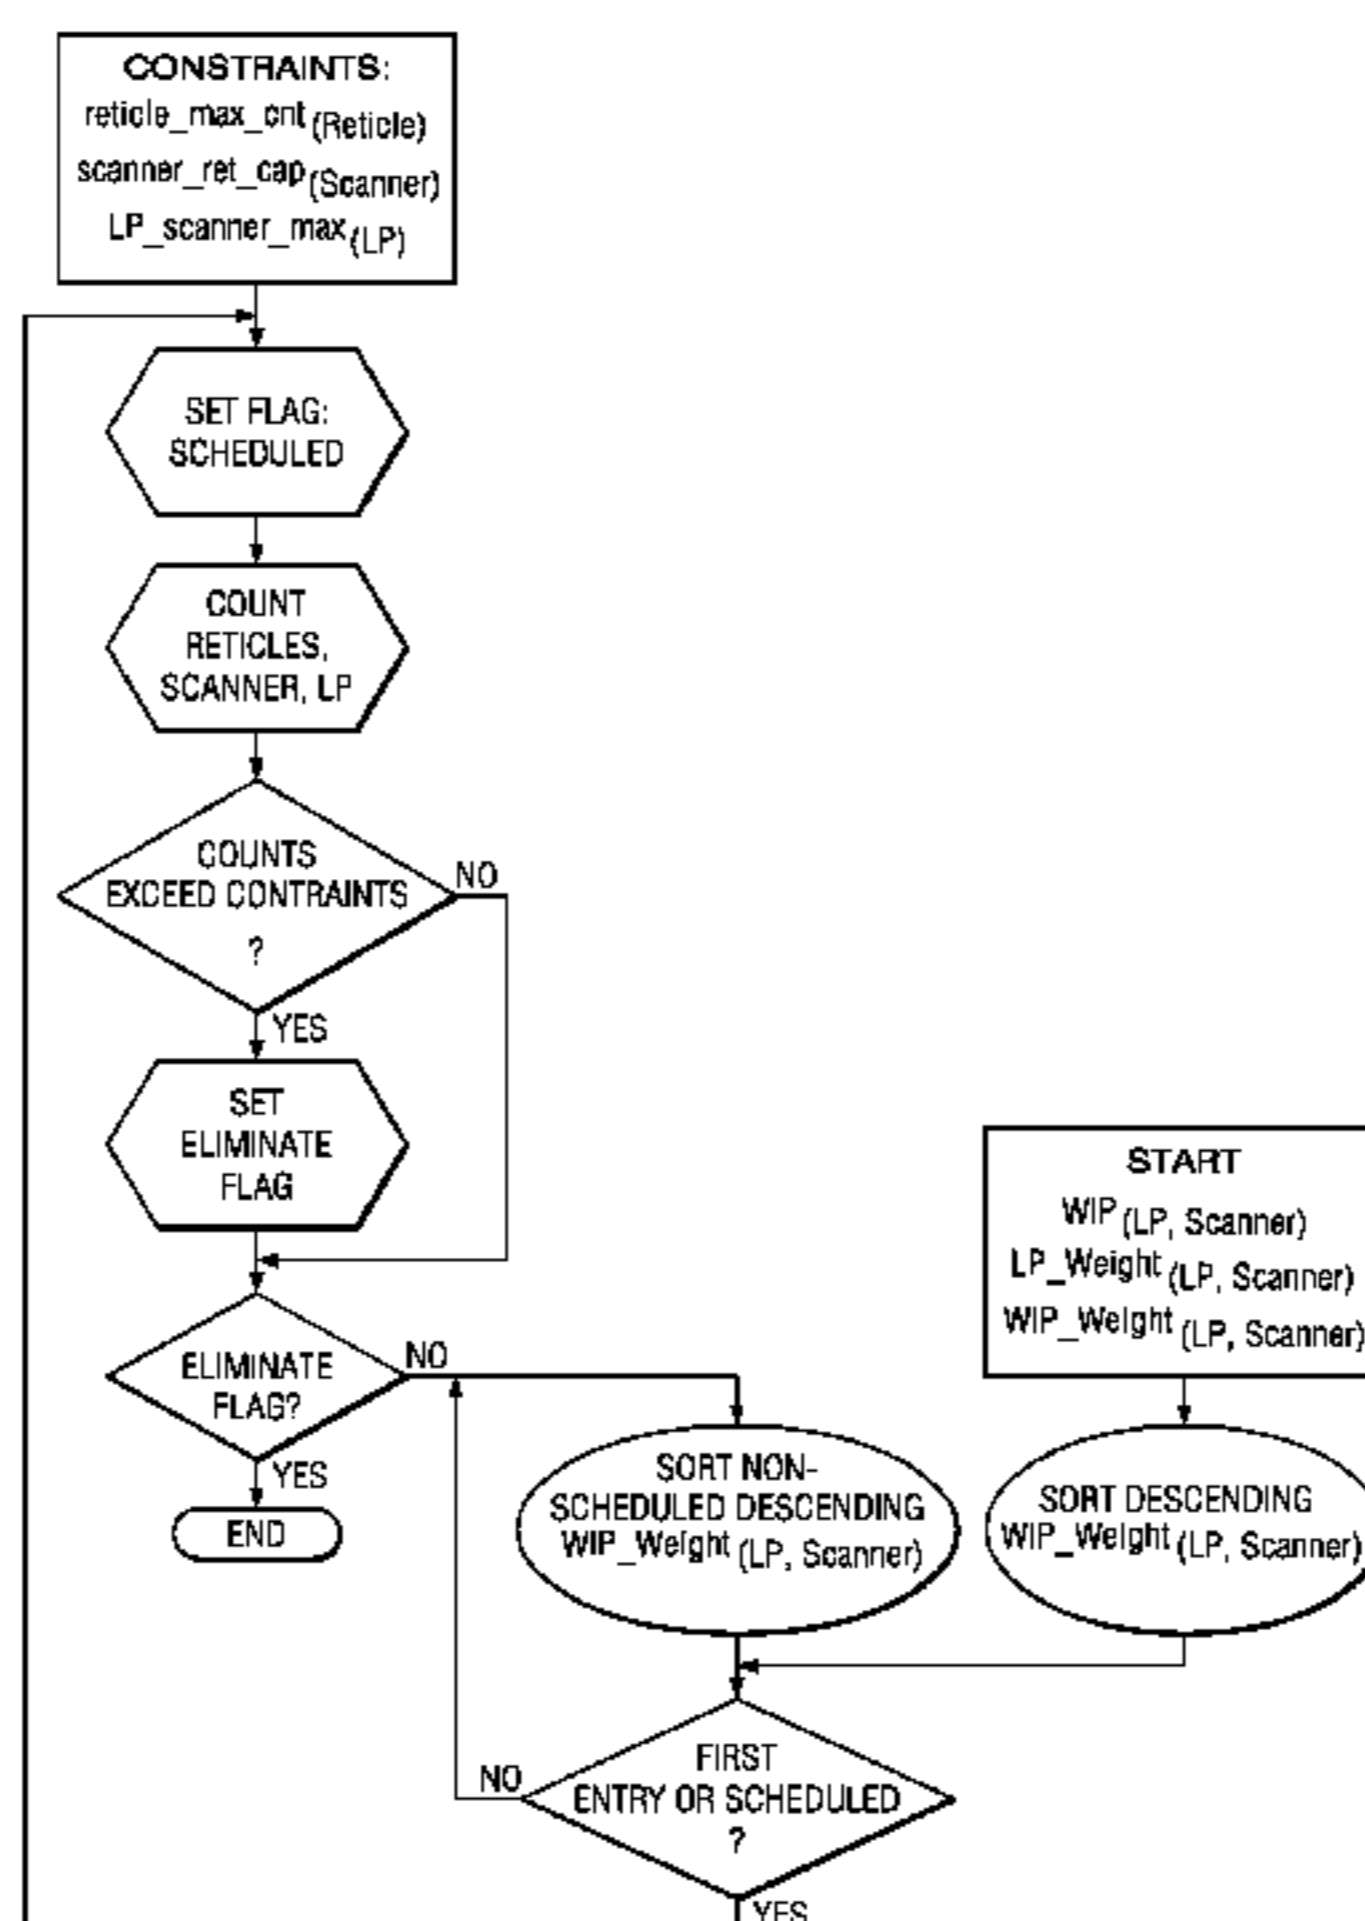 CONSTRAINTS:
reticle_max_cnt (Reticle)
scanner_ret_cap (Scanner)
LP_scanner_max (LP)
SET FLAG:
SCHEDULED
COUNT
RETICLES,
SCANNER, LP
COUNTS
EXCEED CONTRAINTS
?
NO
YES
SET
ELIMINATE
FLAG
ELIMINATE
FLAG?
NO
YES
END
START
WIP (LP, Scanner)
LP_Weight (LP, Scanner)
WIP_Weight (LP, Scanner)
SORT NON-
SCHEDULED DESCENDING
WIP_Weight (LP, Scanner)
SORT DESCENDING
WIP_Weight (LP, Scanner)
FIRST
ENTRY OR SCHEDULED
?
NO
YES